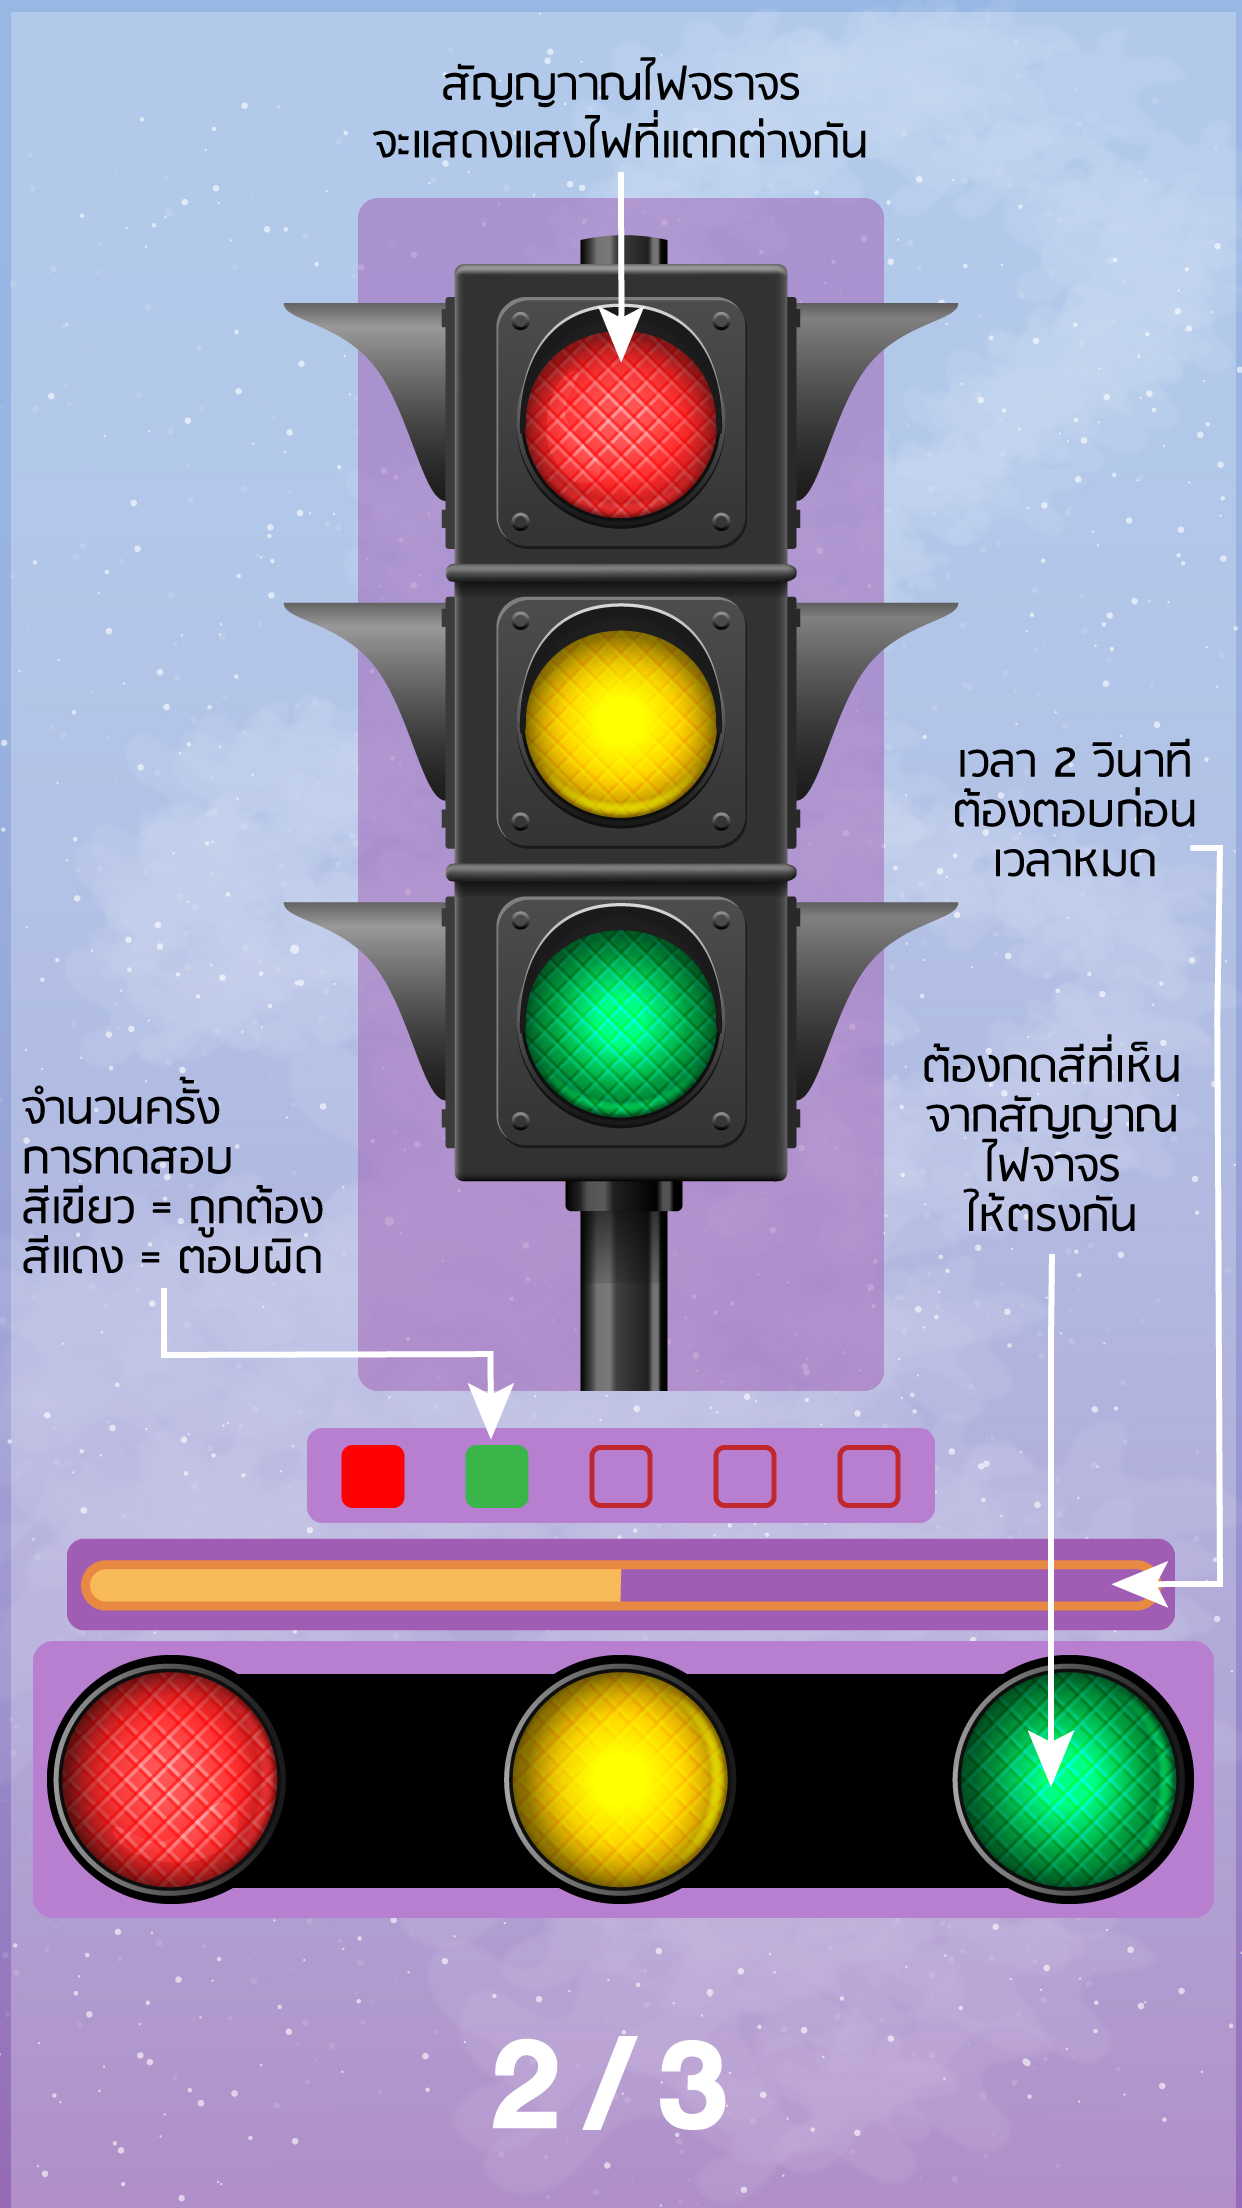 สัญญาาณไฟจราจร
จะแสดงแสงไฟที่แตกต่างกัน
เวลา 2 วินาที
ต้องตอบก่อน
เวลาหมด
ต้องกดสีที่เห็น
จากสัญญาณ
ไฟจาจร
ให้ตรงกัน
จำนวนครั้ง
การทดสอบ
สีเขียว = ถูกต้อง
สีแดง = ตอบผิด
2/3